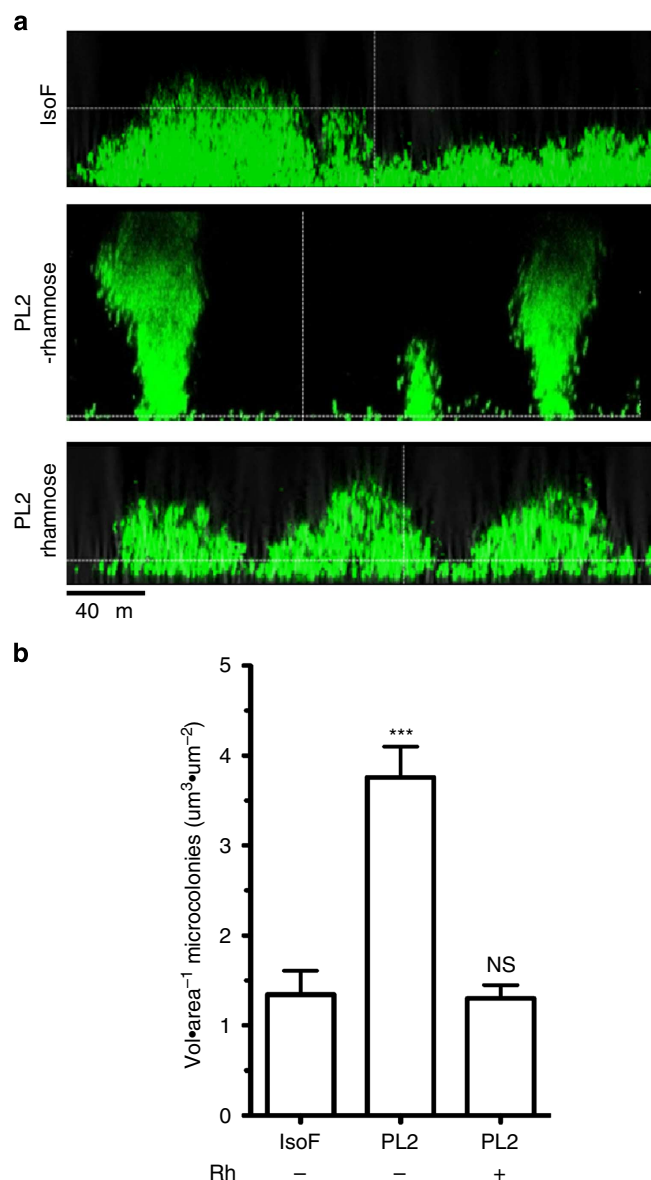 a
IsoF
PL2
-rhamnose
PL2
rhamnose
40 m
b
Vol•area⁻¹ microcolonies (um³•um⁻²)
5
4
3
2
1
0
***
NS
IsoF PL2 PL2
Rh – – +